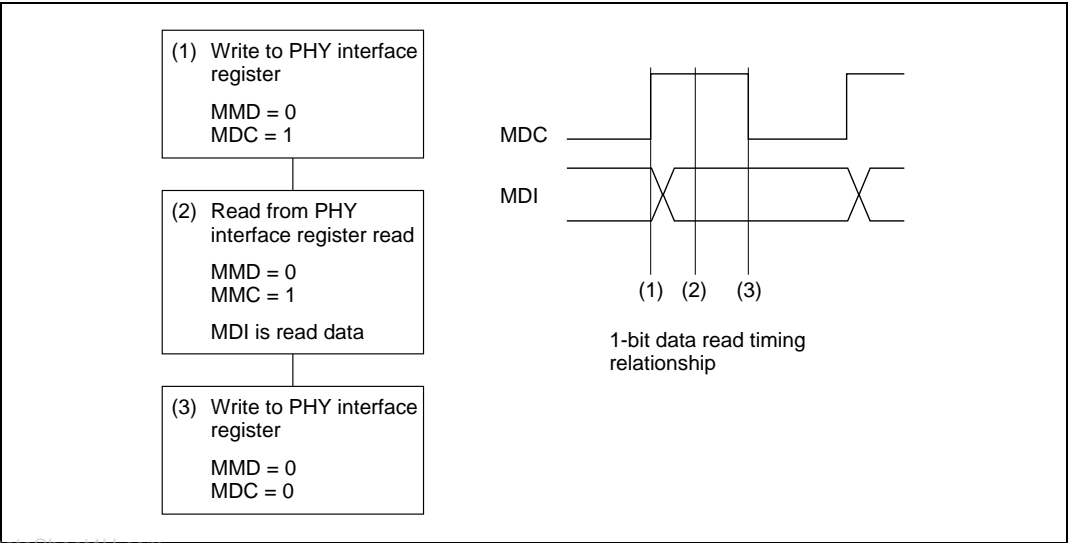 (1) Write to PHY interface
register
MMD = 0
MDC = 1
(2) Read from PHY
interface register read
MMD = 0
MMC = 1
MDI is read data
(3) Write to PHY interface
register
MMD = 0
MDC = 0
MDC
MDI
(1) (2) (3)
1-bit data read timing
relationship